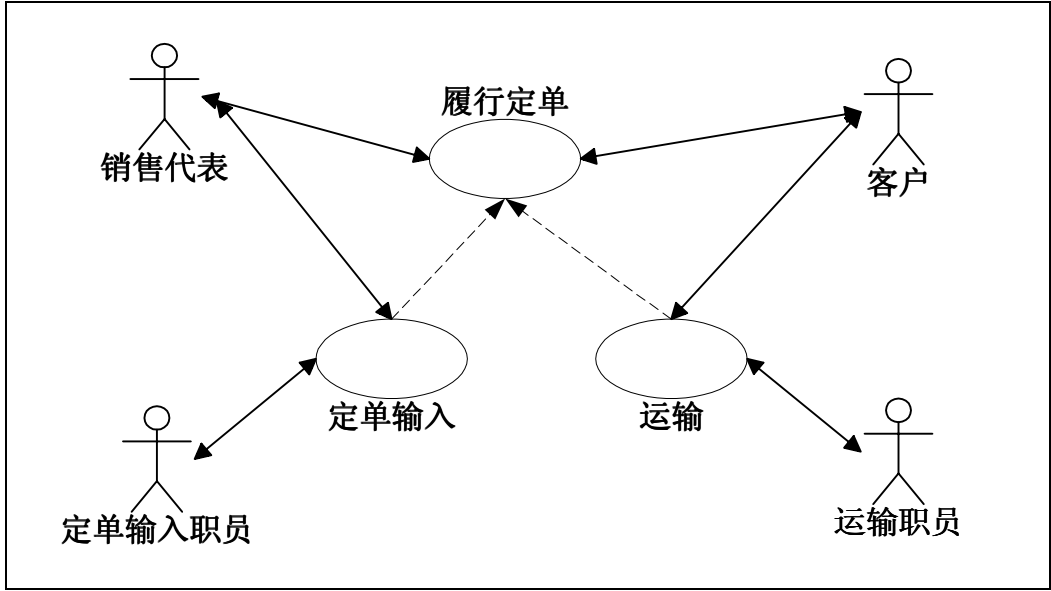 履行定单
销售代表
客户
定单输入
运输
定单输入职员
运输职员